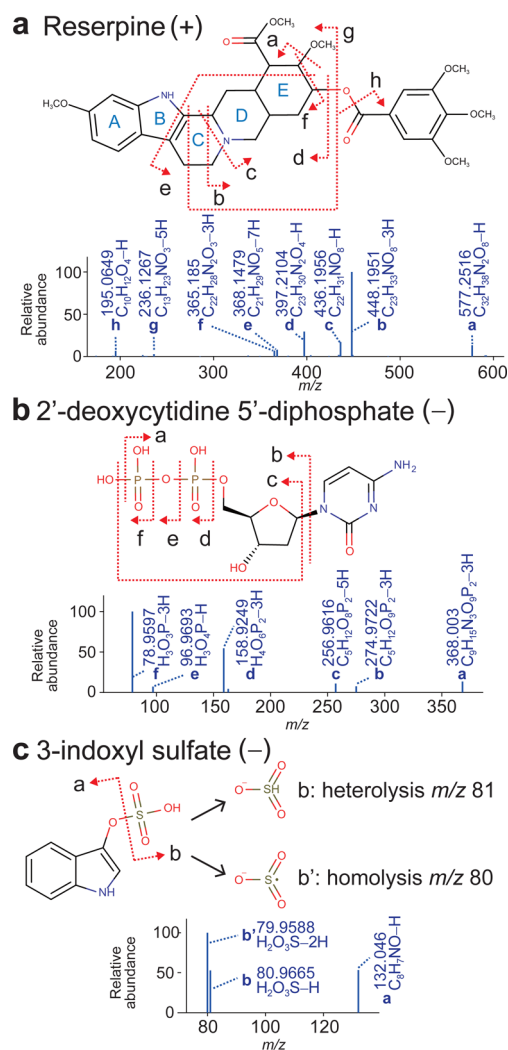 a Reserpine (+)
OCH₃
O
O
OCH₃
a
g
NH
H₃CO
A
B
C
D
E
O
h
f
O
OCH₃
OCH₃
OCH₃
N
d
c
e
b
Relative abundance
100
50
0
195.0649
C₁₀H₁₂O₄–H
h
236.1267
C₁₃H₂₃NO₃–5H
g
365.185
C₂₂H₂₈N₂O₃–3H
f
368.1479
C₂₁H₂₉NO₅–7H
e
397.2104
C₂₃H₃₀N₂O₄–H
d
436.1956
C₂₂H₃₁NO₈–H
c
448.1951
C₂₃H₃₃NO₈–3H
b
577.2516
C₃₂H₃₈N₂O₈–H
a
200 300 400 500 600
m/z
b 2’-deoxycytidine 5’-diphosphate (–)
a
OH OH
HO P O P O
O O
f e d
b
c
O
HO
N
N
O
NH₂
Relative abundance
100
50
0
78.9597
H₃O₃P–3H
f
96.9693
H₃O₄P–H
e
158.9249
H₄O₆P₂–3H
d
256.9616
C₅H₁₂O₈P₂–5H
c
274.9722
C₅H₁₂O₉P₂–3H
b
368.003
C₉H₁₅N₃O₉P₂–3H
a
100 150 200 250 300 350
m/z
c 3-indoxyl sulfate (–)
a
O
S
OH
O
O
b
NH
O⁻
SH
O
O
b: heterolysis m/z 81
O⁻
S•
O
O
b’: homolysis m/z 80
Relative abundance
100
50
0
b’ 79.9588
H₂O₃S–2H
b 80.9665
H₂O₃S–H
132.046
C₈H₇NO–H
a
80 100 120
m/z